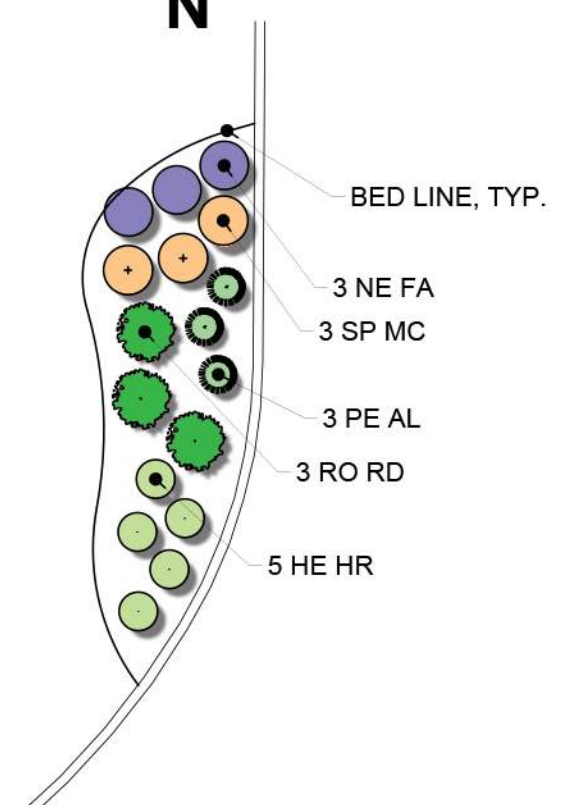 N
BED LINE, TYP.
3 NE FA
3 SP MC
3 PE AL
3 RO RD
5 HE HR